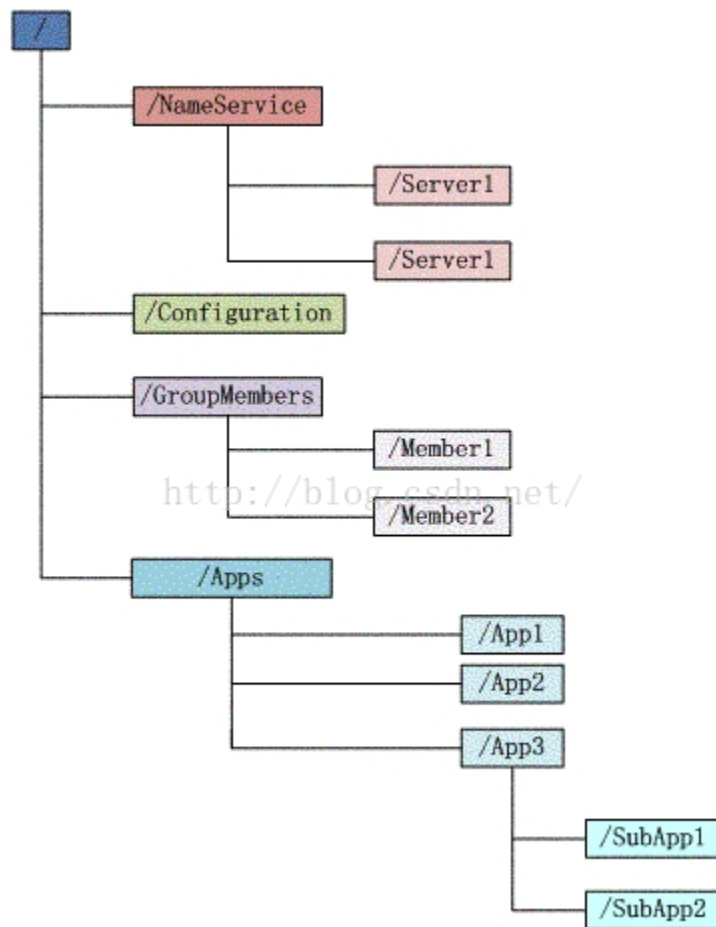 /
/NameService
/Server1
/Server1
/Configuration
/GroupMembers
/Member1
http://blog.csdn.net/
/Member2
/Apps
/App1
/App2
/App3
/SubApp1
/SubApp2